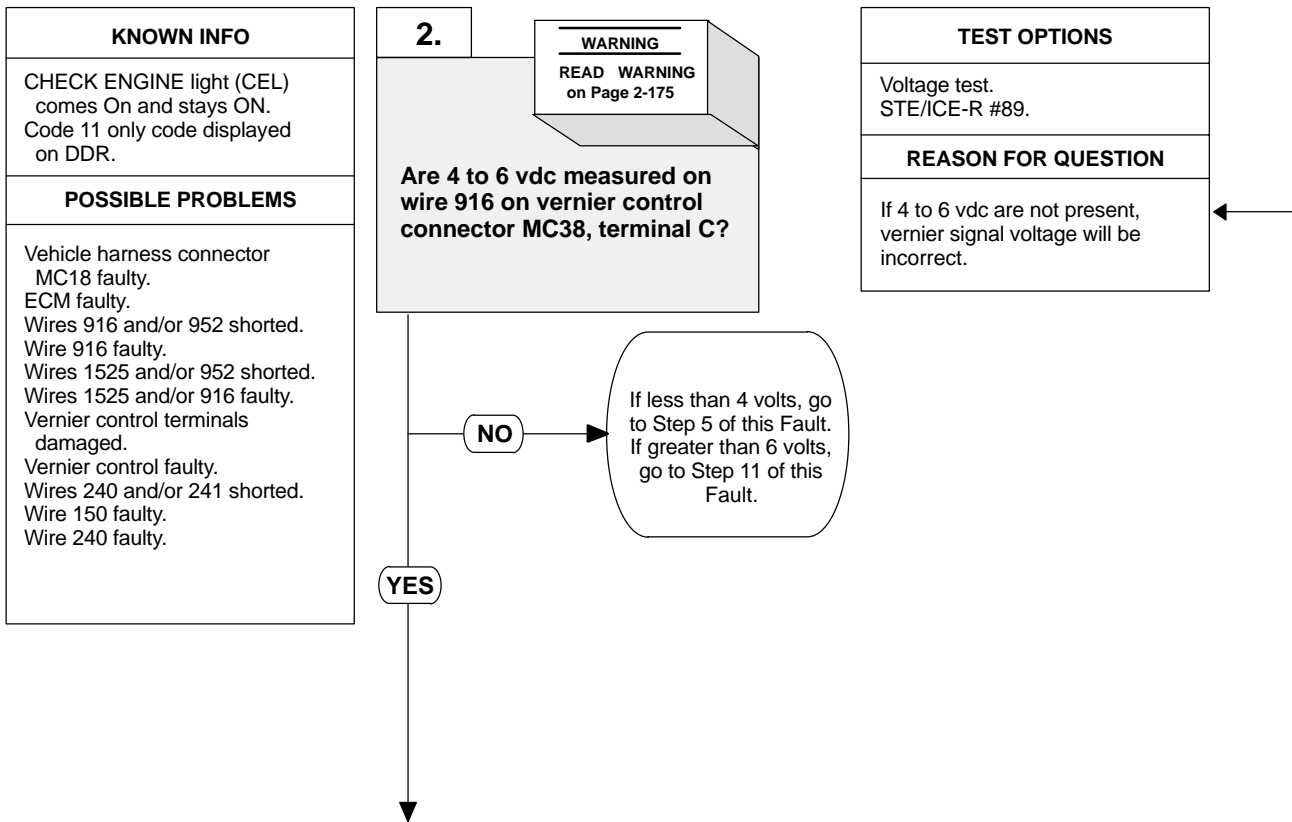 KNOWN INFO
CHECK ENGINE light (CEL)
comes On and stays ON.
Code 11 only code displayed
on DDR.
POSSIBLE PROBLEMS
Vehicle harness connector
MC18 faulty.
ECM faulty.
Wires 916 and/or 952 shorted.
Wire 916 faulty.
Wires 1525 and/or 952 shorted.
Wires 1525 and/or 916 faulty.
Vernier control terminals
damaged.
Vernier control faulty.
Wires 240 and/or 241 shorted.
Wire 150 faulty.
Wire 240 faulty.
2.
WARNING
READ WARNING
on Page 2-175
Are 4 to 6 vdc measured on
wire 916 on vernier control
connector MC38, terminal C?
NO
If less than 4 volts, go
to Step 5 of this Fault.
If greater than 6 volts,
go to Step 11 of this
Fault.
YES
TEST OPTIONS
Voltage test.
STE/ICE-R #89.
REASON FOR QUESTION
If 4 to 6 vdc are not present,
vernier signal voltage will be
incorrect.